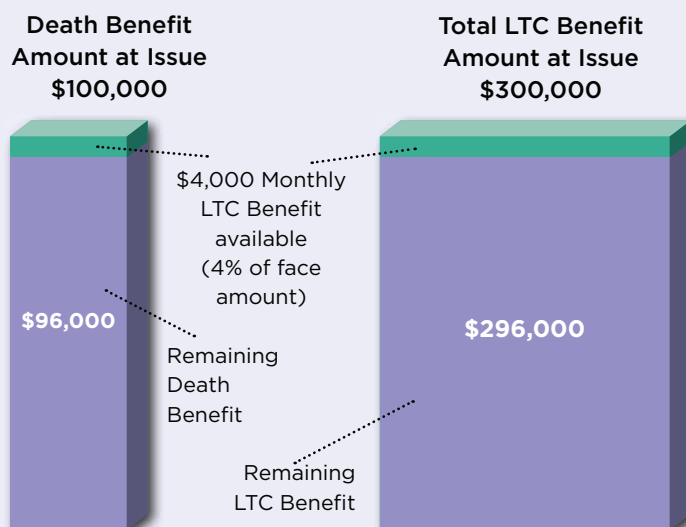 Death Benefit
Amount at Issue
$100,000
Total LTC Benefit
Amount at Issue
$300,000
$4,000 Monthly
LTC Benefit
available
(4% of face
amount)
$96,000
$296,000
Remaining
Death
Benefit
Remaining
LTC Benefit